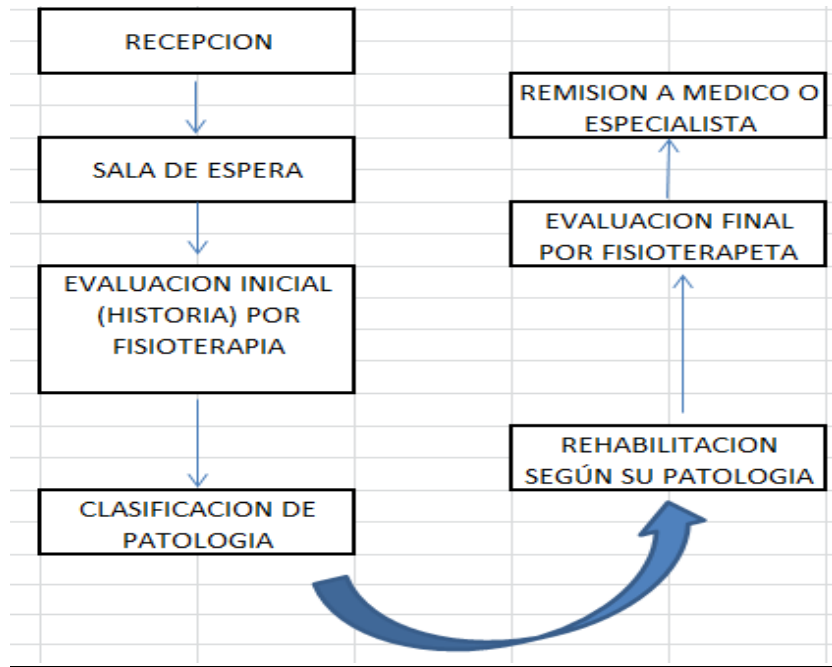 RECEPCION
SALA DE ESPERA
EVALUACION INICIAL
(HISTORIA) POR
FISIOTERAPIA
CLASIFICACION DE
PATOLOGIA
REMISION A MEDICO O
ESPECIALISTA
EVALUACION FINAL
POR FISIOTERAPETA
REHABILITACION
SEGÚN SU PATOLOGIA